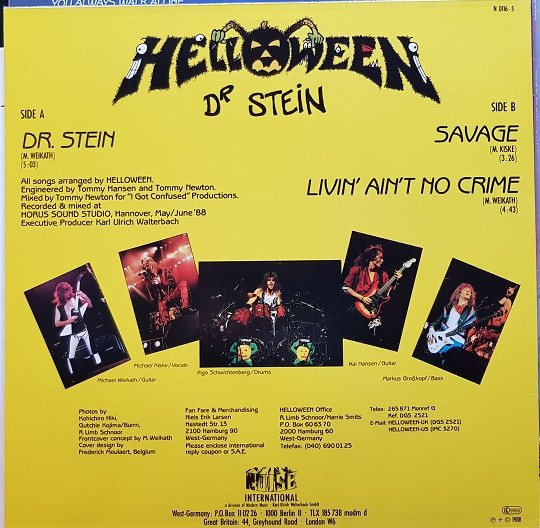 YOU ALWAYS WALK ALONE
N 0116-5
HELLOWEEN
DR STEIN
SIDE A
DR. STEIN
(M. WEIKATH)
(5:03)
SIDE B
SAVAGE
(M. KISKE)
(3:26)
LIVIN' AIN'T NO CRIME
(M. WEIKATH)
(4:43)
All songs arranged by HELLOWEEN.
Engineered by Tommy Hansen and Tommy Newton.
Mixed by Tommy Newton for "I Got Confused" Productions.
Recorded & mixed at
HORUS SOUND STUDIO, Hannover, May/June '88
Executive Producer Karl Ulrich Walterbach
Michael Weikath/Guitar
Michael Kiske/Vocals
Ingo Schwichtenberg/Drums
Kai Hansen/Guitar
Markus Großkopf/Bass
Photos by
Kohichiro Hiki,
Gutchie Kojima/Burrn,
R. Limb Schnoor
Frontcover concept by M. Weikath
Cover design by
Frederick Moulaert, Belgium
Fan Fare & Merchandising
Niels Erik Larsen
Hastedt Str. 13
2100 Hamburg 90
West-Germany
Please enclose international
reply coupon or S.A.E.
HELLOWEEN Office
R. Limb Schnoor/Harrie Smits
P.O. Box 60 63 70
2000 Hamburg 60
West-Germany
Telefax: (040) 690 01 25
Telex: 265 871 Monref G
Ref. DGS 2521
E-Mail: HELLOWEEN-UK (DGS 2521)
HELLOWEEN-US (IMC 3270)
NOISE
INTERNATIONAL
a division of Modern Music · Karl Ulrich Walterbach GmbH
West-Germany: P.O.Box 11 02 26 · 1000 Berlin 11 · TLX 185 738 modm d
Great Britain: 44, Greyhound Road · London W6
℗ + © 1988